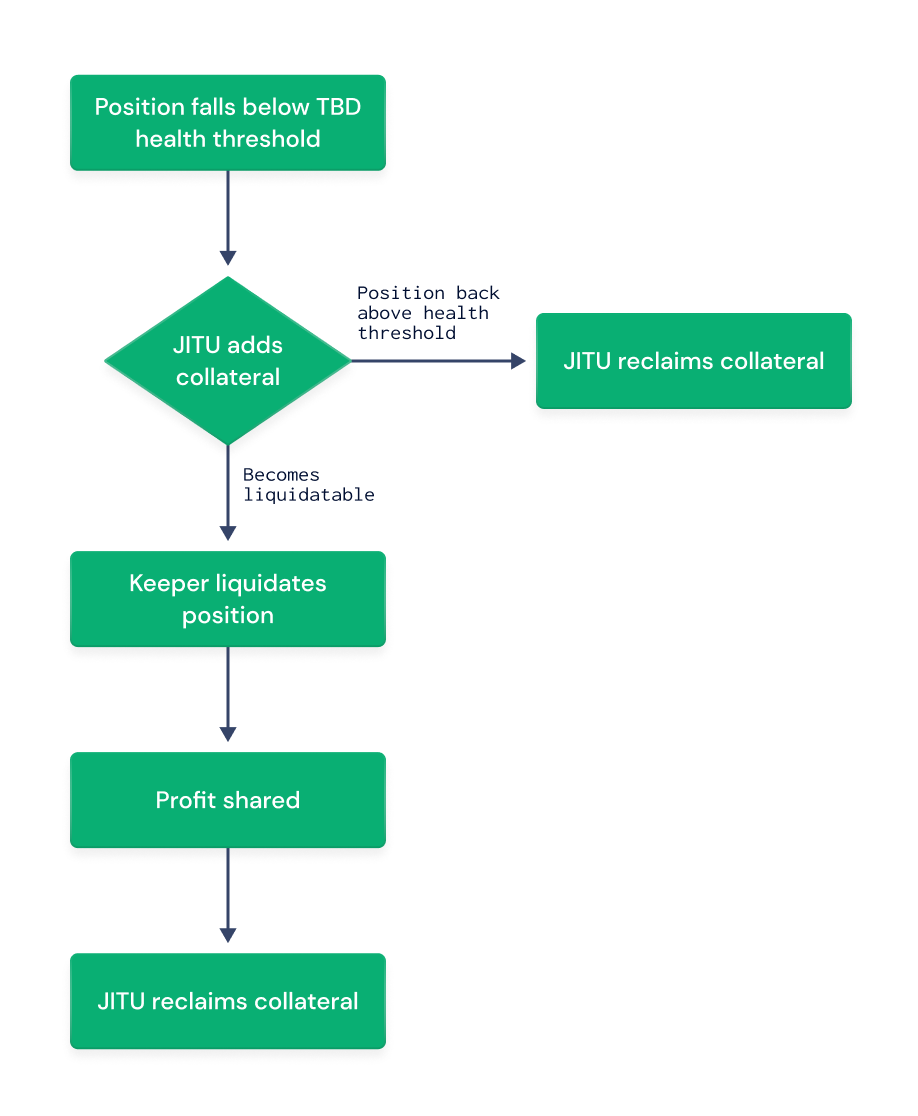 Position falls below TBD
health threshold
JITU adds
collateral
Position back
above health
threshold
JITU reclaims collateral
Becomes
liquidatable
Keeper liquidates
position
Profit shared
JITU reclaims collateral